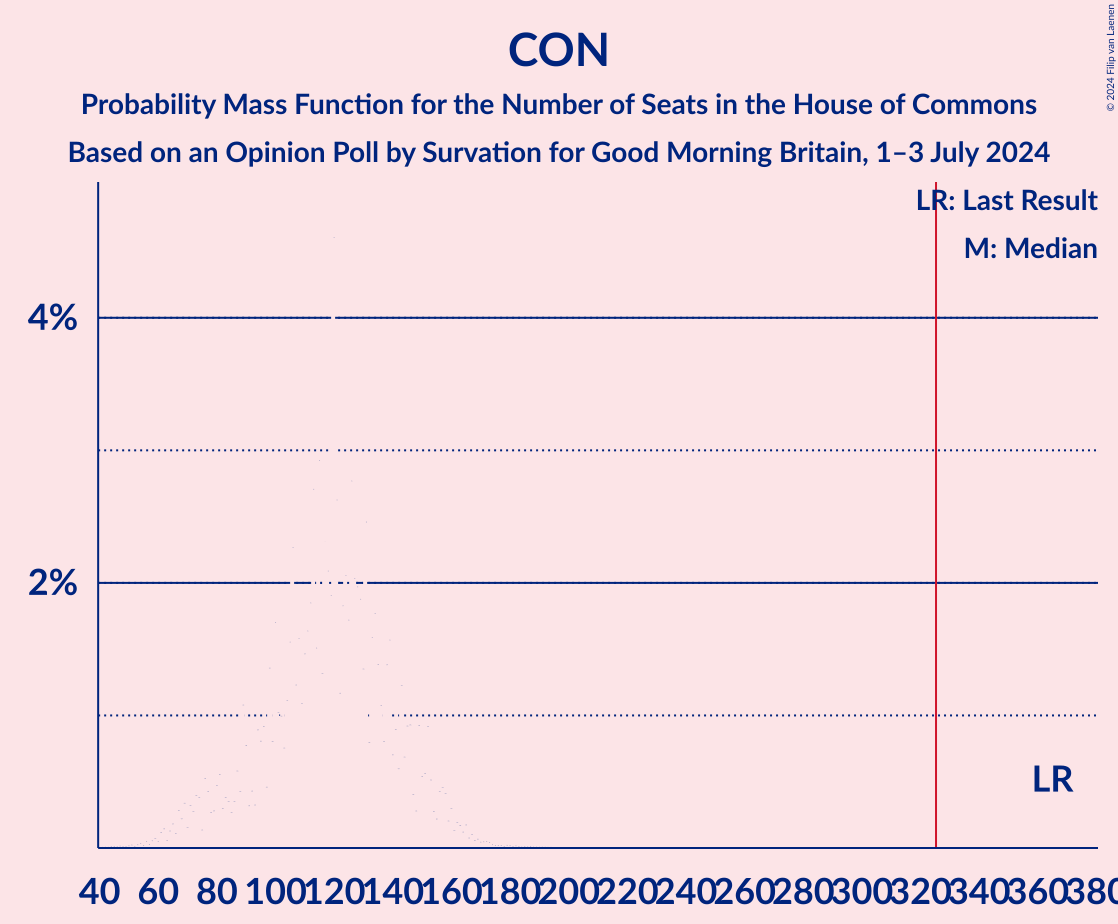 CON
Probability Mass Function for the Number of Seats in the House of Commons
Based on an Opinion Poll by Survation for Good Morning Britain, 1–3 July 2024
© 2024 Filip van Laenen
LR: Last Result
M: Median
4%
2%
LR
40 60 80 100 120 140 160 180 200 220 240 260 280 300 320 340 360 380